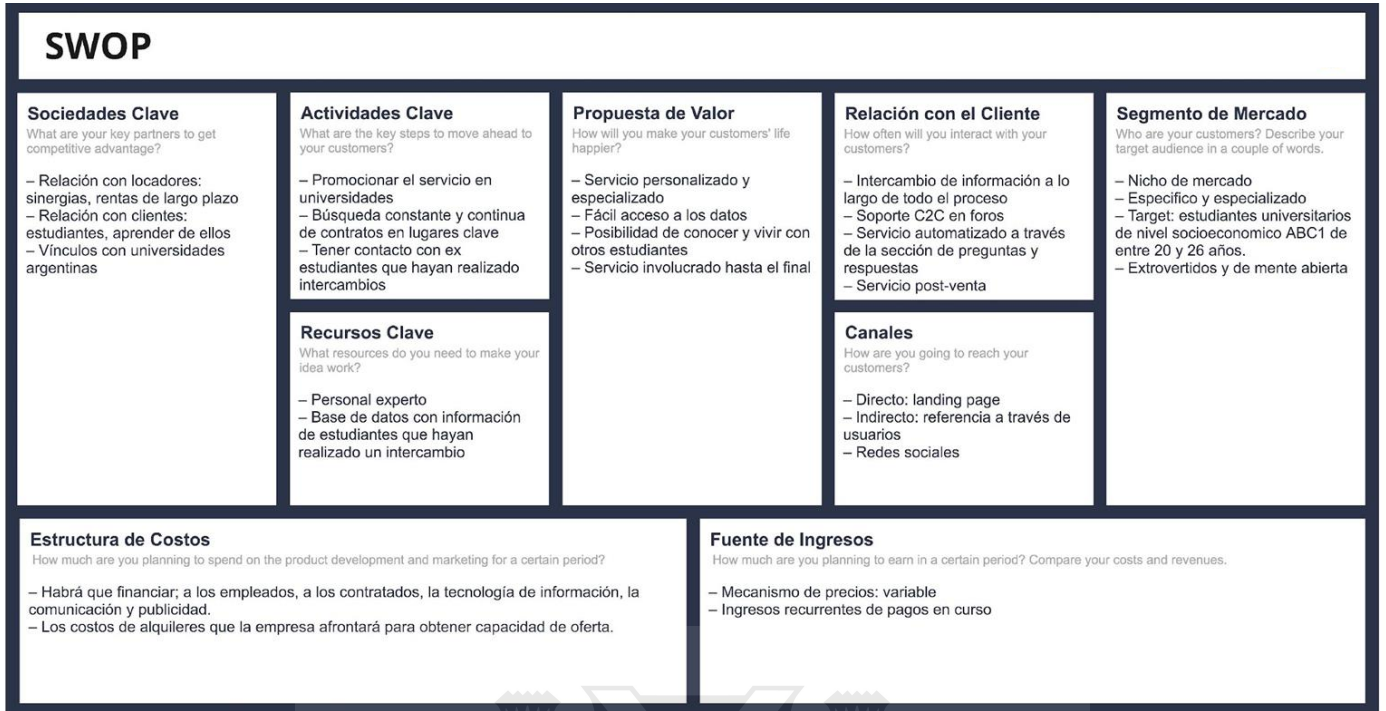 SWOP
Sociedades Clave
What are your key partners to get
competitive advantage?
– Relación con locadores:
sinergias, rentas de largo plazo
– Relación con clientes:
estudiantes, aprender de ellos
– Vínculos con universidades
argentinas
Actividades Clave
What are the key steps to move ahead to
your customers?
– Promocionar el servicio en
universidades
– Búsqueda constante y continua
de contratos en lugares clave
– Tener contacto con ex
estudiantes que hayan realizado
intercambios
Recursos Clave
What resources do you need to make your
idea work?
– Personal experto
– Base de datos con información
de estudiantes que hayan
realizado un intercambio
Propuesta de Valor
How will you make your customers' life
happier?
– Servicio personalizado y
especializado
– Fácil acceso a los datos
– Posibilidad de conocer y vivir con
otros estudiantes
– Servicio involucrado hasta el final
Relación con el Cliente
How often will you interact with your
customers?
– Intercambio de información a lo
largo de todo el proceso
– Soporte C2C en foros
– Servicio automatizado a través
de la sección de preguntas y
respuestas
– Servicio post-venta
Canales
How are you going to reach your
customers?
– Directo: landing page
– Indirecto: referencia a través de
usuarios
– Redes sociales
Segmento de Mercado
Who are your customers? Describe your
target audience in a couple of words.
– Nicho de mercado
– Especifico y especializado
– Target: estudiantes universitarios
de nivel socioeconomico ABC1 de
entre 20 y 26 años.
– Extrovertidos y de mente abierta
Estructura de Costos
How much are you planning to spend on the product development and marketing for a certain period?
– Habrá que financiar; a los empleados, a los contratados, la tecnología de información, la
comunicación y publicidad.
– Los costos de alquileres que la empresa afrontará para obtener capacidad de oferta.
Fuente de Ingresos
How much are you planning to earn in a certain period? Compare your costs and revenues.
– Mecanismo de precios: variable
– Ingresos recurrentes de pagos en curso